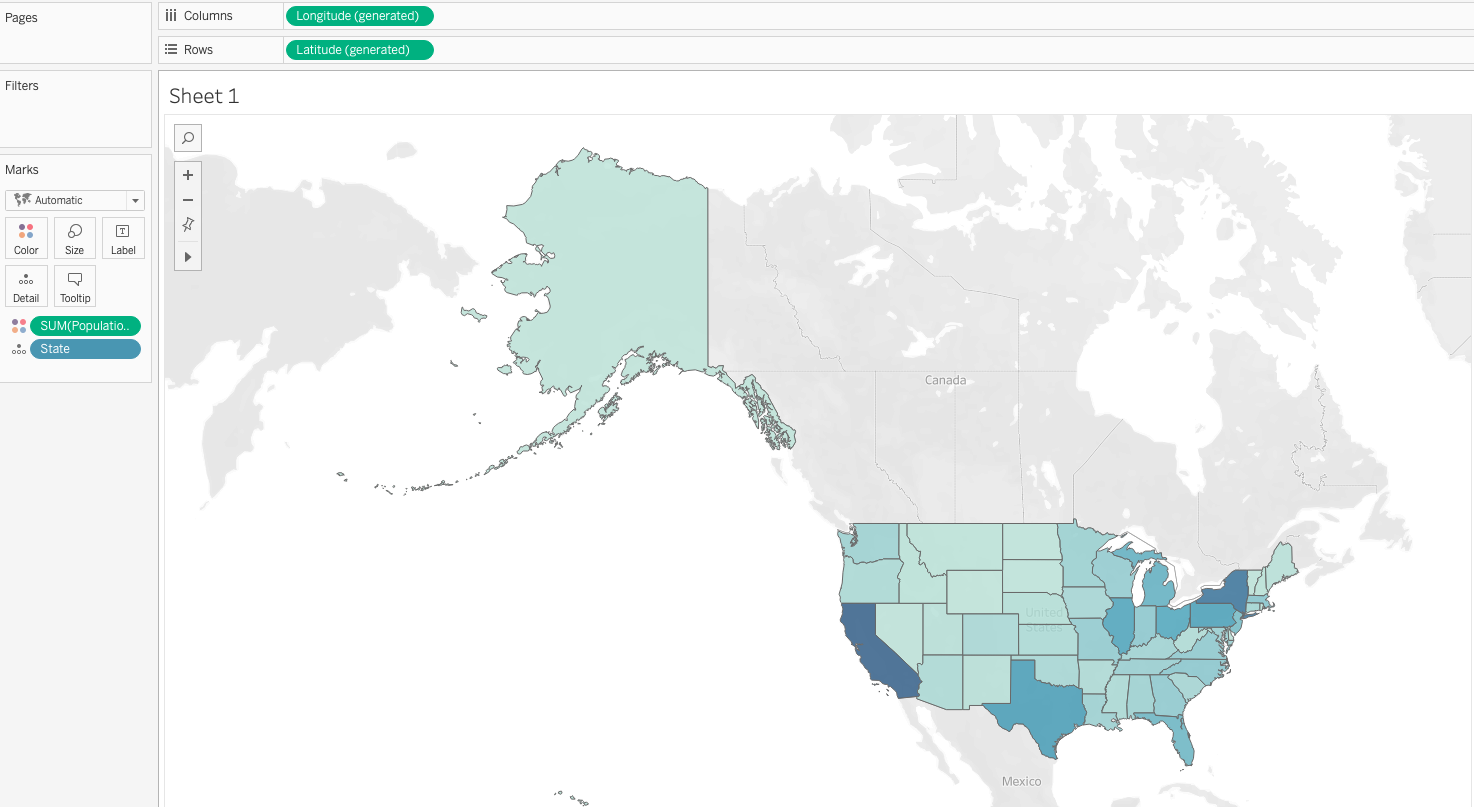 Pages
Columns
Longitude (generated)
Rows
Latitude (generated)
Filters
Sheet 1
Marks
Automatic
Color
Size
Label
Detail
Tooltip
SUM(Populatio..
State
Canada
United
States
Mexico